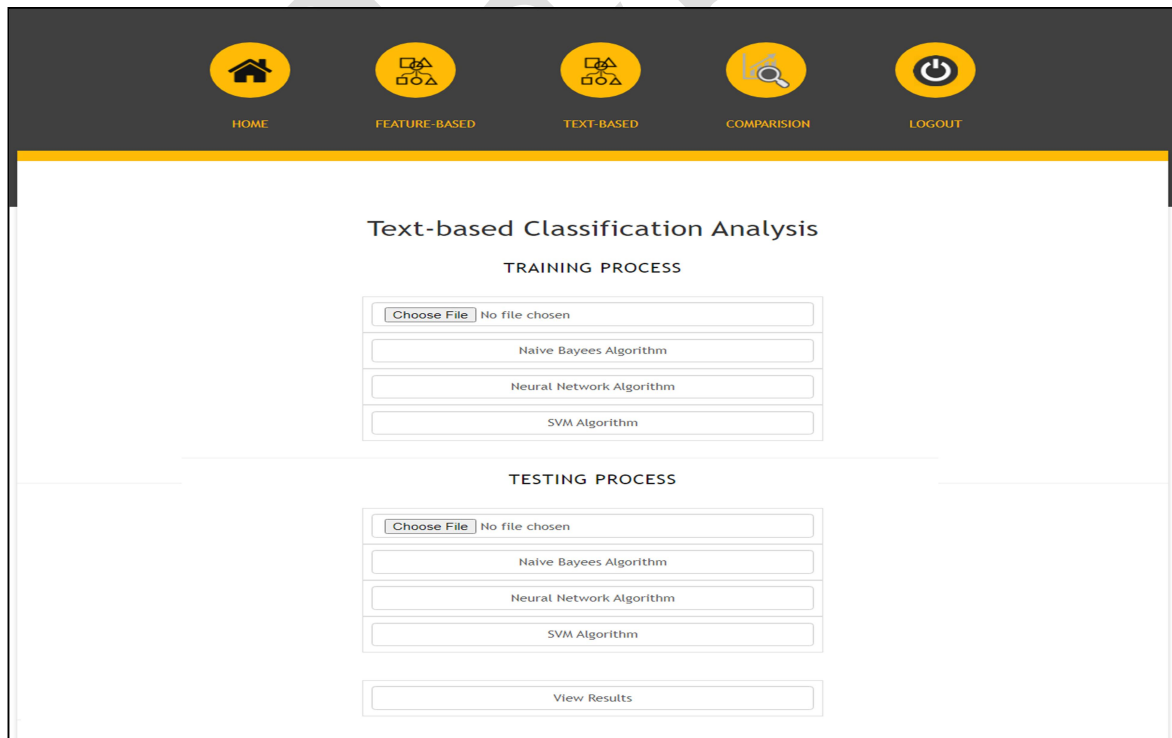 HOME FEATURE-BASED TEXT-BASED COMPARISION LOGOUT
Text-based Classification Analysis
TRAINING PROCESS
Choose File No file chosen
Naive Bayees Algorithm
Neural Network Algorithm
SVM Algorithm
TESTING PROCESS
Choose File No file chosen
Naive Bayees Algorithm
Neural Network Algorithm
SVM Algorithm
View Results